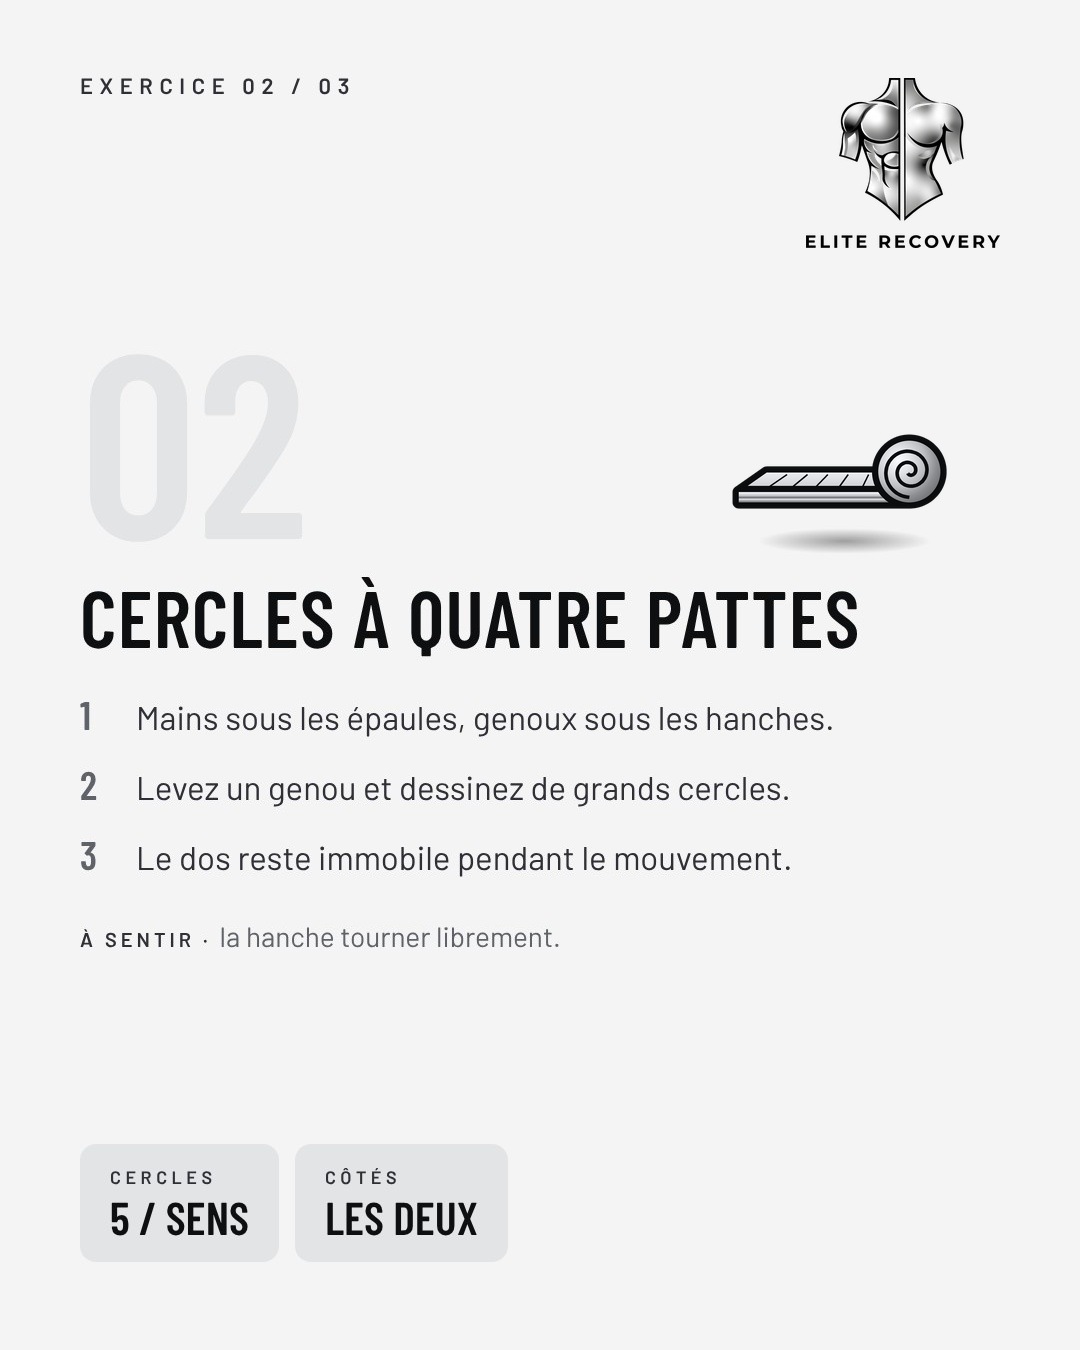 EXERCICE 02 / 03
ELITE RECOVERY
02
CERCLES À QUATRE PATTES
1 Mains sous les épaules, genoux sous les hanches.
2 Levez un genou et dessinez de grands cercles.
3 Le dos reste immobile pendant le mouvement.
À SENTIR · la hanche tourner librement.
CERCLES
5 / SENS
CÔTÉS
LES DEUX